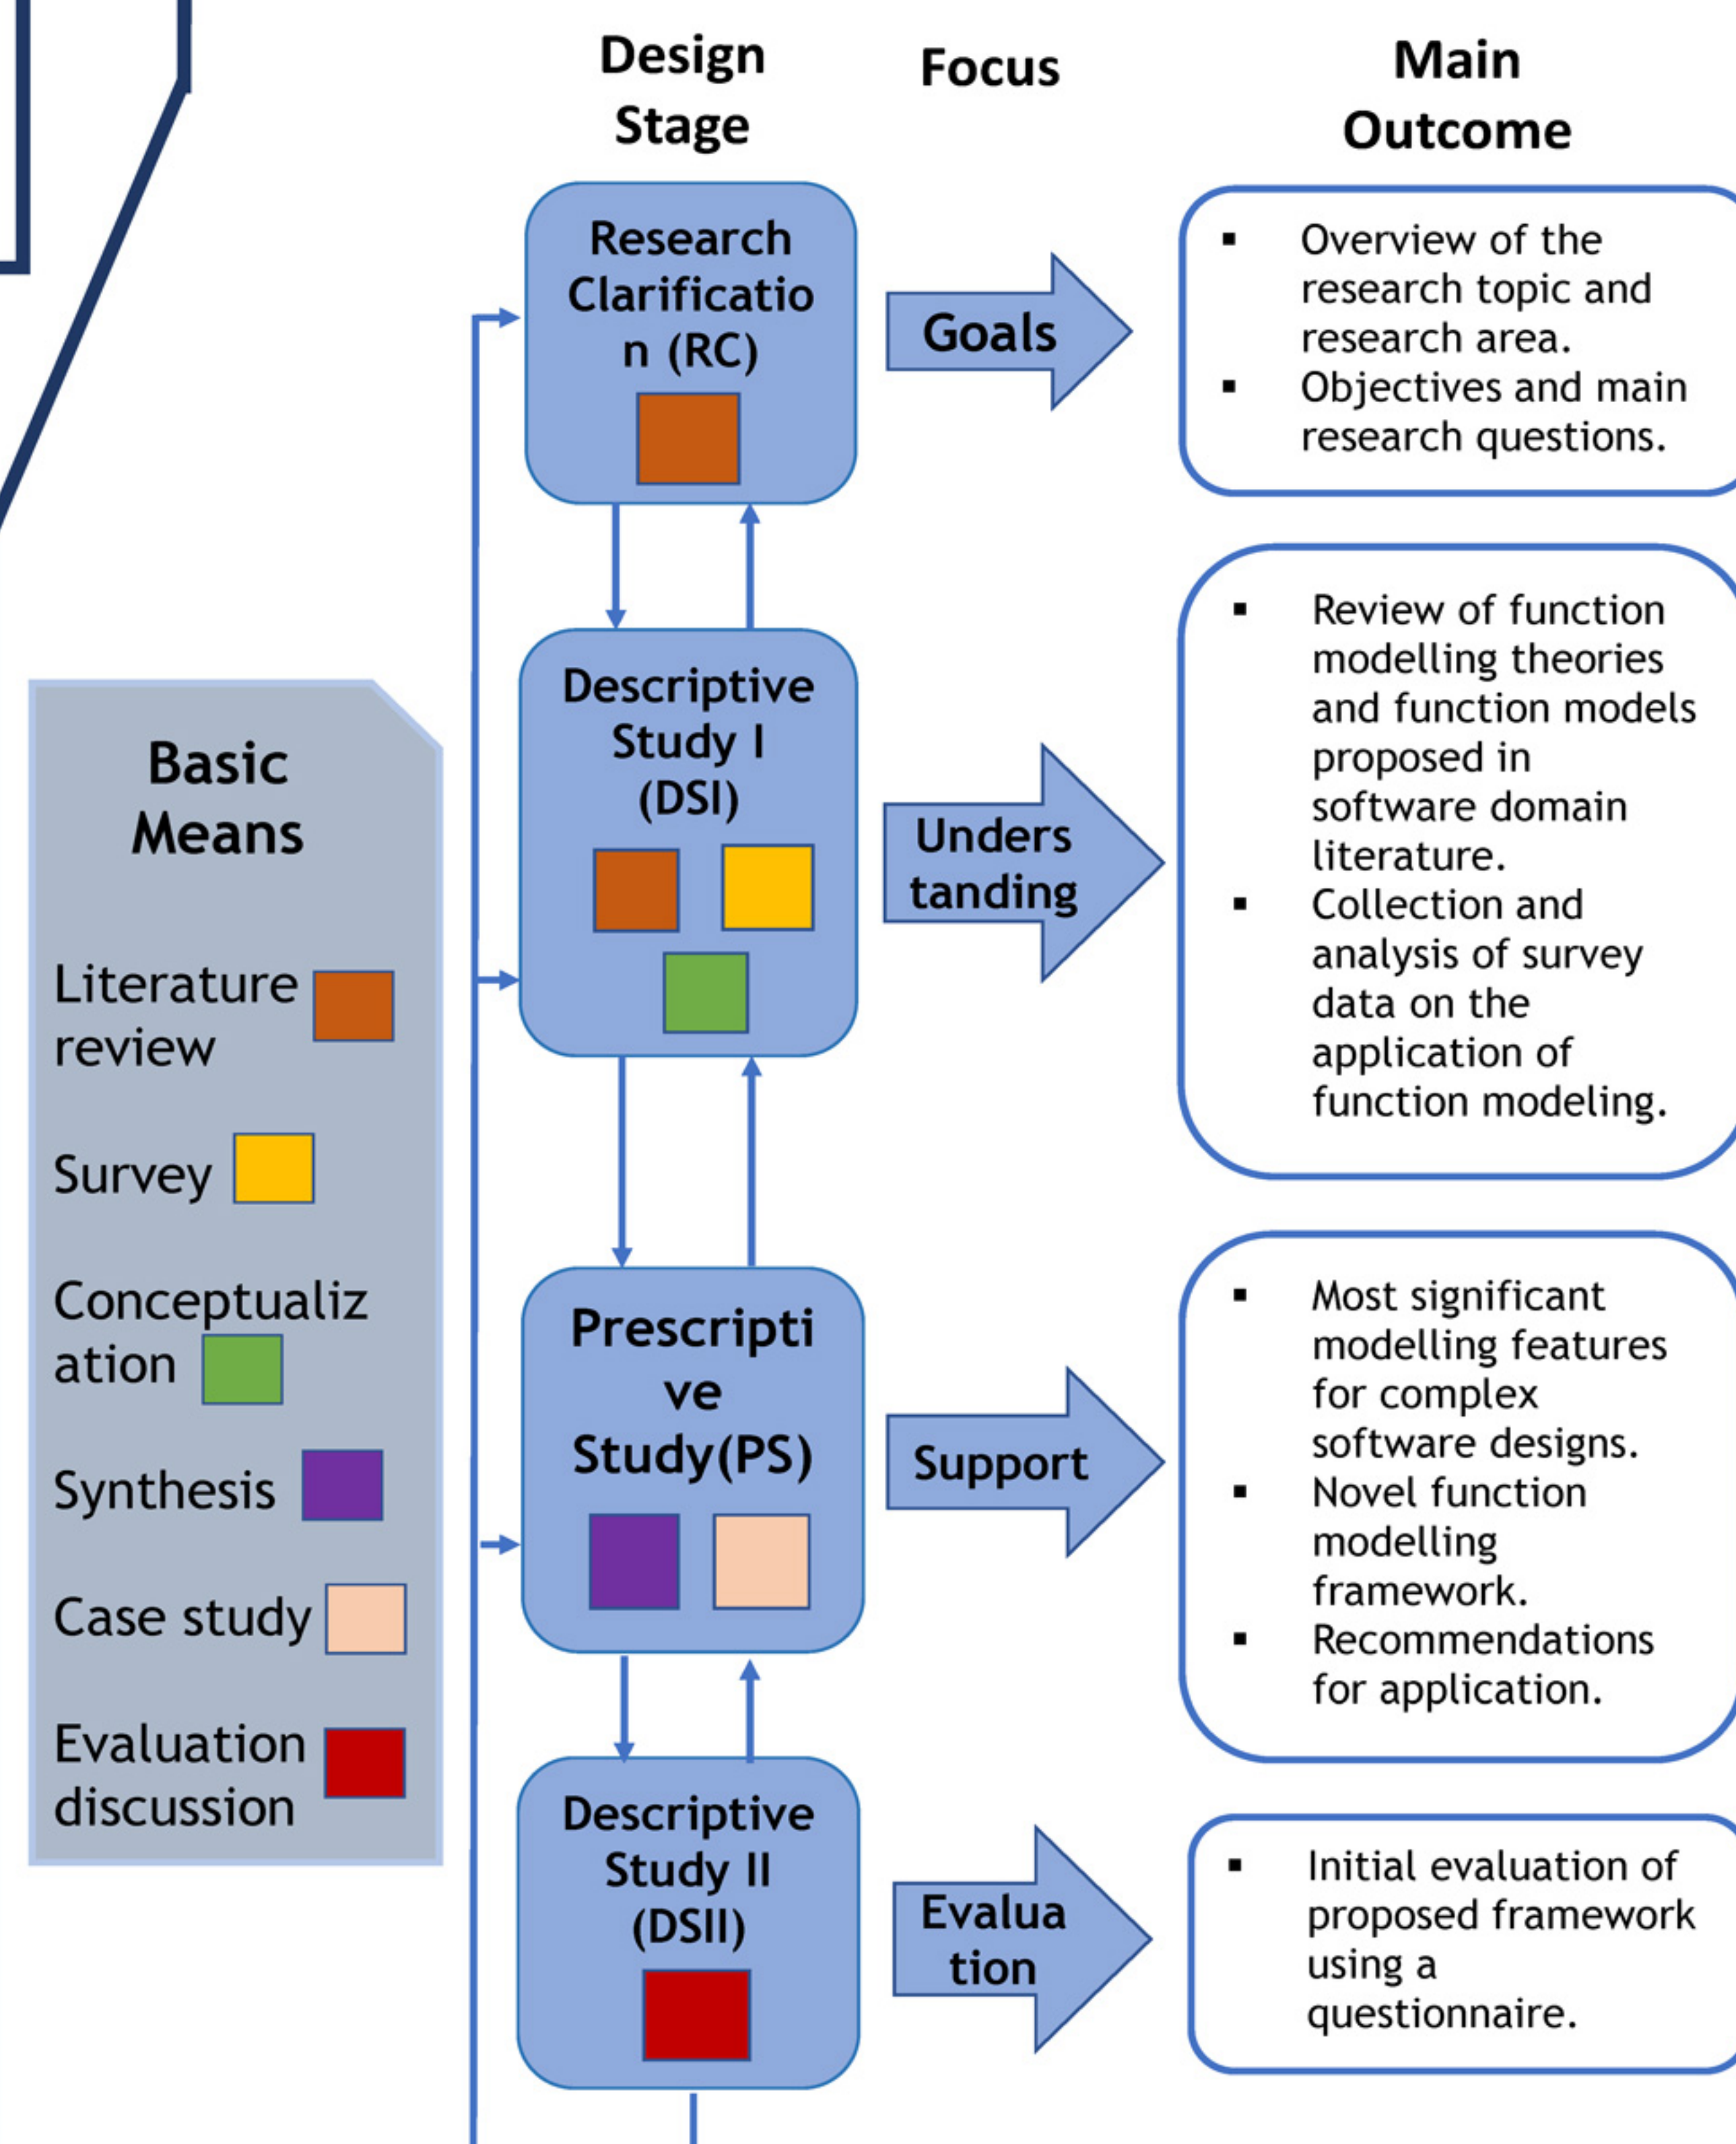 Design
Stage
Focus
Main
Outcome
Research
Clarificatio
n (RC)
Goals
▪ Overview of the
research topic and
research area.
▪ Objectives and main
research questions.
Descriptive
Study I
(DSI)
Unders
tanding
▪ Review of function
modelling theories
and function models
proposed in
software domain
literature.
▪ Collection and
analysis of survey
data on the
application of
function modeling.
Basic
Means
Literature
review
Survey
Conceptualiz
ation
Synthesis
Case study
Evaluation
discussion
Prescripti
ve
Study(PS)
Support
▪ Most significant
modelling features
for complex
software designs.
▪ Novel function
modelling
framework.
▪ Recommendations
for application.
Descriptive
Study II
(DSII)
Evalua
tion
▪ Initial evaluation of
proposed framework
using a
questionnaire.